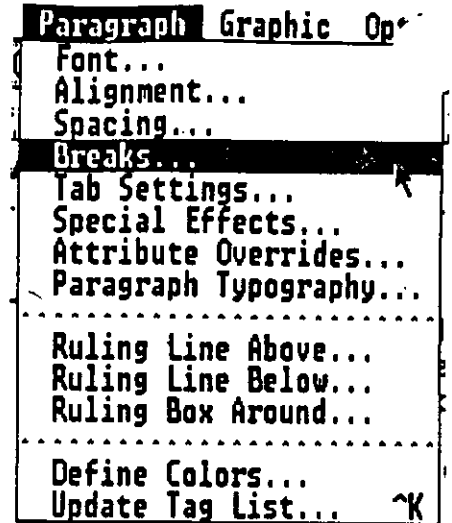 Paragraph Graphic
Font...
Alignment...
Spacing...
Breaks...
Tab Settings...
Special Effects...
Attribute Overrides...
Paragraph Typography...
Ruling Line Above...
Ruling Line Below...
Ruling Box Around...
Define Colors...
Update Tag List... ^K